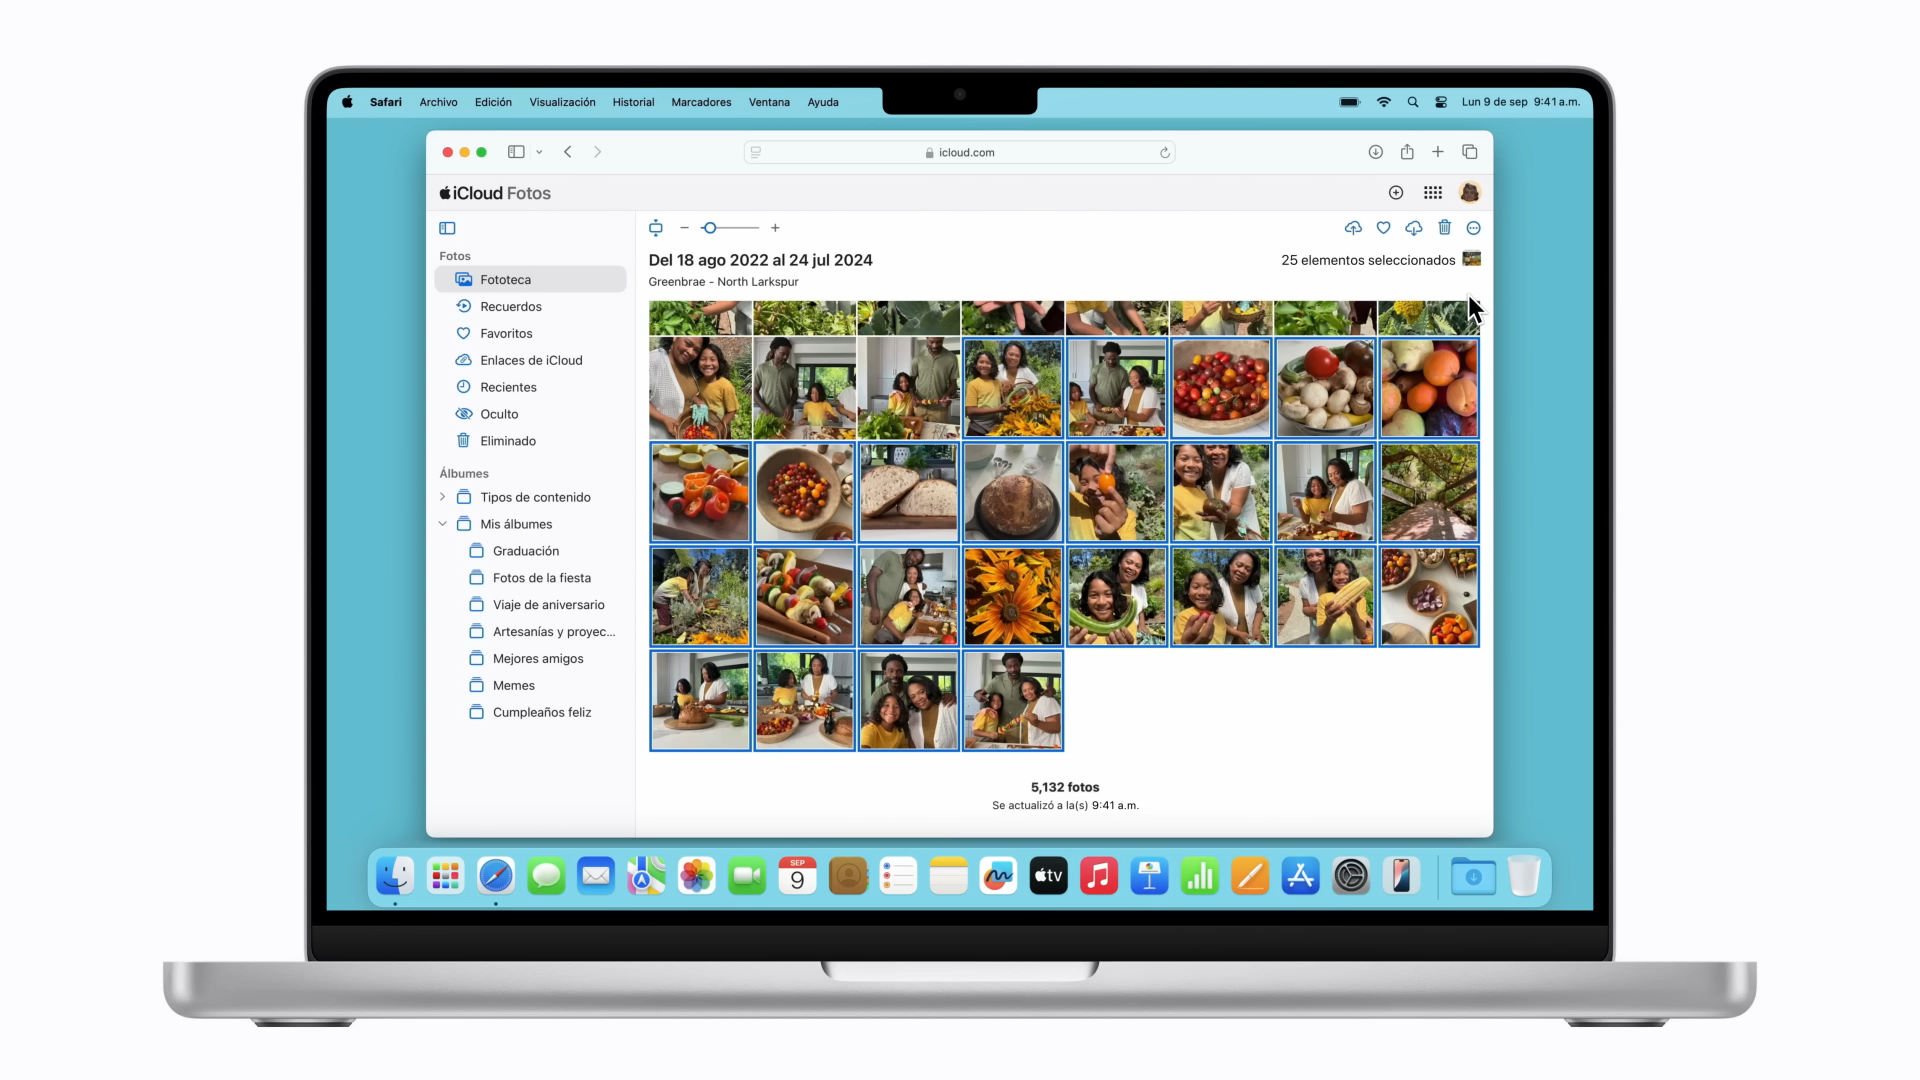 Safari Archivo Edición Visualización Historial Marcadores Ventana Ayuda Lun 9 de sep 9:41 a.m.
icloud.com
iCloud Fotos
Fotos
Fototeca
Recuerdos
Favoritos
Enlaces de iCloud
Recientes
Oculto
Eliminado
Álbumes
Tipos de contenido
Mis álbumes
Graduación
Fotos de la fiesta
Viaje de aniversario
Artesanías y proyec...
Mejores amigos
Memes
Cumpleaños feliz
Del 18 ago 2022 al 24 jul 2024
25 elementos seleccionados
Greenbrae - North Larkspur
5,132 fotos
Se actualizó a la(s) 9:41 a.m.
SEP
9
tv